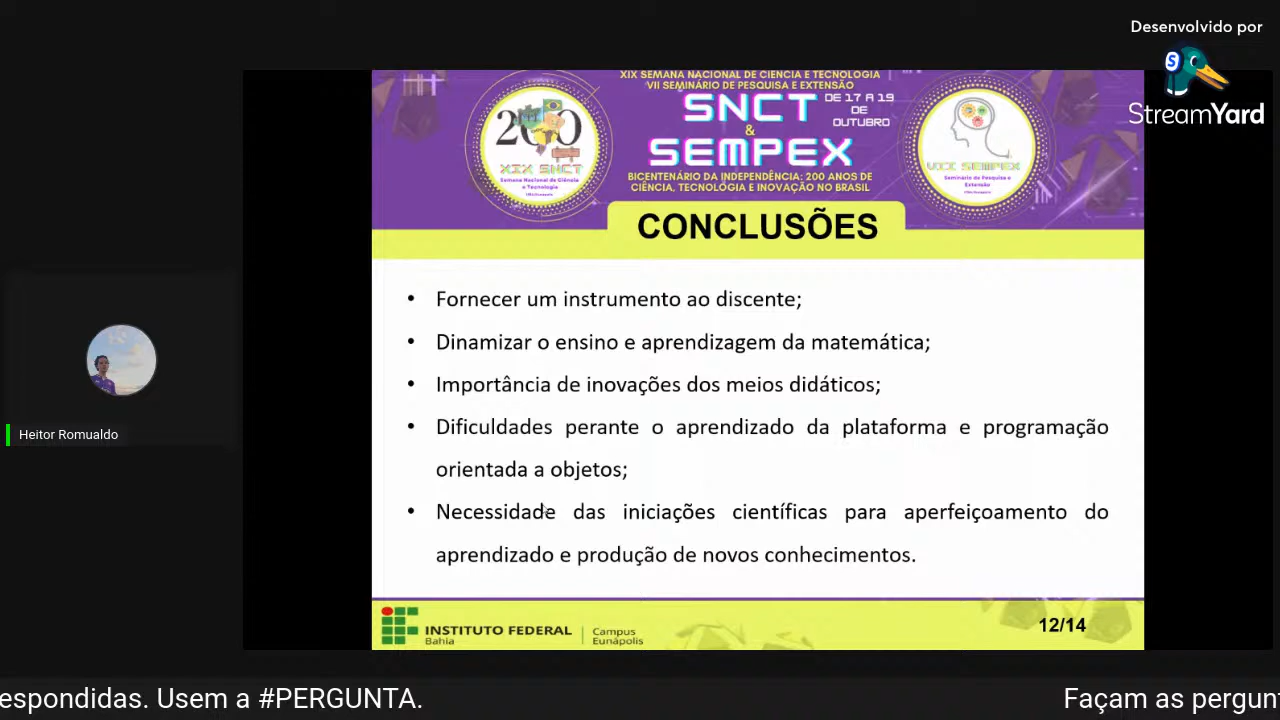 Desenvolvido por
StreamYard
XIX SEMANA NACIONAL DE CIENCIA E TECNOLOGIA
VII SEMINÁRIO DE PESQUISA E EXTENSÃO
SNCT
DE 17 A 19
DE
OUTUBRO
&
SEMPEX
BICENTENÁRIO DA INDEPENDÊNCIA: 200 ANOS DE
CIÊNCIA, TECNOLOGIA E INOVAÇÃO NO BRASIL
200
XIX SNCT
Semana Nacional de Ciência
e Tecnologia
VII SEMPEX
Seminário de Pesquisa e
Extensão
CONCLUSÕES
• Fornecer um instrumento ao discente;
• Dinamizar o ensino e aprendizagem da matemática;
• Importância de inovações dos meios didáticos;
• Dificuldades perante o aprendizado da plataforma e programação
orientada a objetos;
• Necessidade das iniciações científicas para aperfeiçoamento do
aprendizado e produção de novos conhecimentos.
Heitor Romualdo
INSTITUTO FEDERAL
Bahia
Campus
Eunápolis
12/14
espondidas. Usem a #PERGUNTA.
Façam as pergun